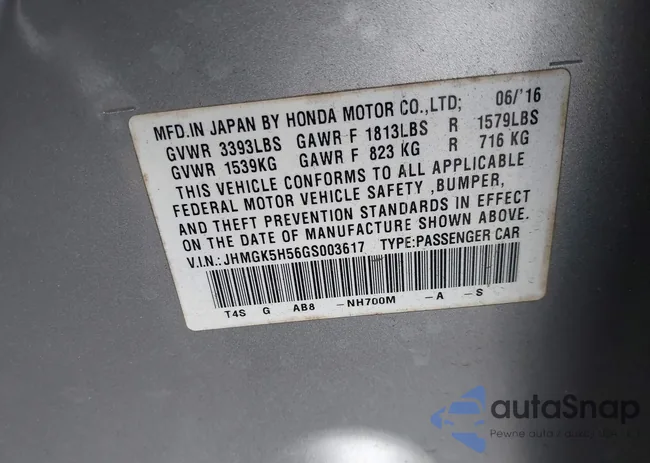 MFD.IN JAPAN BY HONDA MOTOR CO.,LTD; 06/'16
GVWR 3393LBS GAWR F 1813LBS R 1579LBS
GVWR 1539KG GAWR F 823 KG R 716 KG
THIS VEHICLE CONFORMS TO ALL APPLICABLE
FEDERAL MOTOR VEHICLE SAFETY ,BUMPER,
AND THEFT PREVENTION STANDARDS IN EFFECT
ON THE DATE OF MANUFACTURE SHOWN ABOVE.
V.I.N.:JHMGK5H56GS003617 TYPE:PASSENGER CAR
T4S G AB8 -NH700M -A -S
autaSnap
Pewne auta z